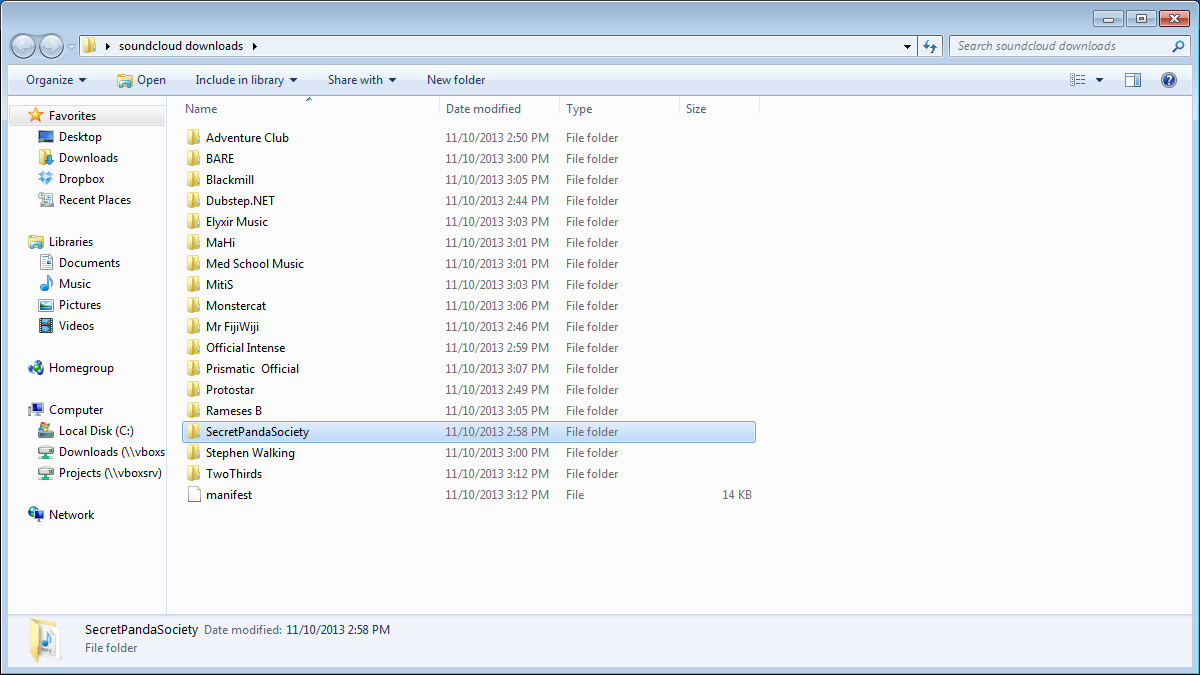 soundcloud downloads
Search soundcloud downloads
Organize Open Include in library Share with New folder
Favorites
Desktop
Downloads
Dropbox
Recent Places
Libraries
Documents
Music
Pictures
Videos
Homegroup
Computer
Local Disk (C:)
Downloads (\\vboxs
Projects (\\vboxsrv)
Network
Name Date modified Type Size
Adventure Club 11/10/2013 2:50 PM File folder
BARE 11/10/2013 3:00 PM File folder
Blackmill 11/10/2013 3:05 PM File folder
Dubstep.NET 11/10/2013 2:44 PM File folder
Elyxir Music 11/10/2013 3:03 PM File folder
MaHi 11/10/2013 3:01 PM File folder
Med School Music 11/10/2013 3:01 PM File folder
MitiS 11/10/2013 3:03 PM File folder
Monstercat 11/10/2013 3:06 PM File folder
Mr FijiWiji 11/10/2013 2:46 PM File folder
Official Intense 11/10/2013 2:59 PM File folder
Prismatic  Official 11/10/2013 3:07 PM File folder
Protostar 11/10/2013 2:49 PM File folder
Rameses B 11/10/2013 3:05 PM File folder
SecretPandaSociety 11/10/2013 2:58 PM File folder
Stephen Walking 11/10/2013 3:00 PM File folder
TwoThirds 11/10/2013 3:12 PM File folder
manifest 11/10/2013 3:12 PM File 14 KB
SecretPandaSociety Date modified: 11/10/2013 2:58 PM
File folder